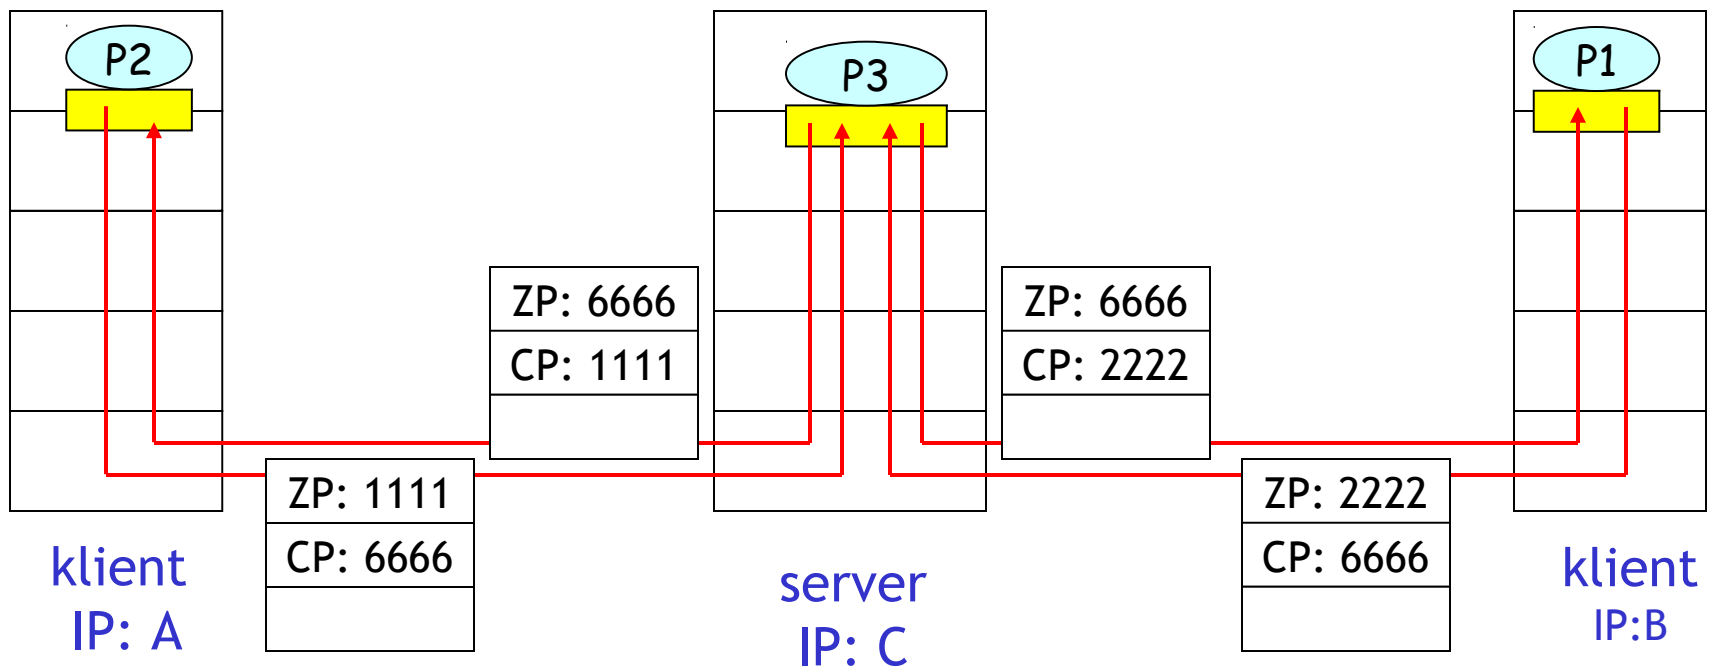 P2
P3
P1
ZP: 6666
CP: 1111
ZP: 6666
CP: 2222
ZP: 1111
CP: 6666
ZP: 2222
CP: 6666
klient
IP: A
server
IP: C
klient
IP:B